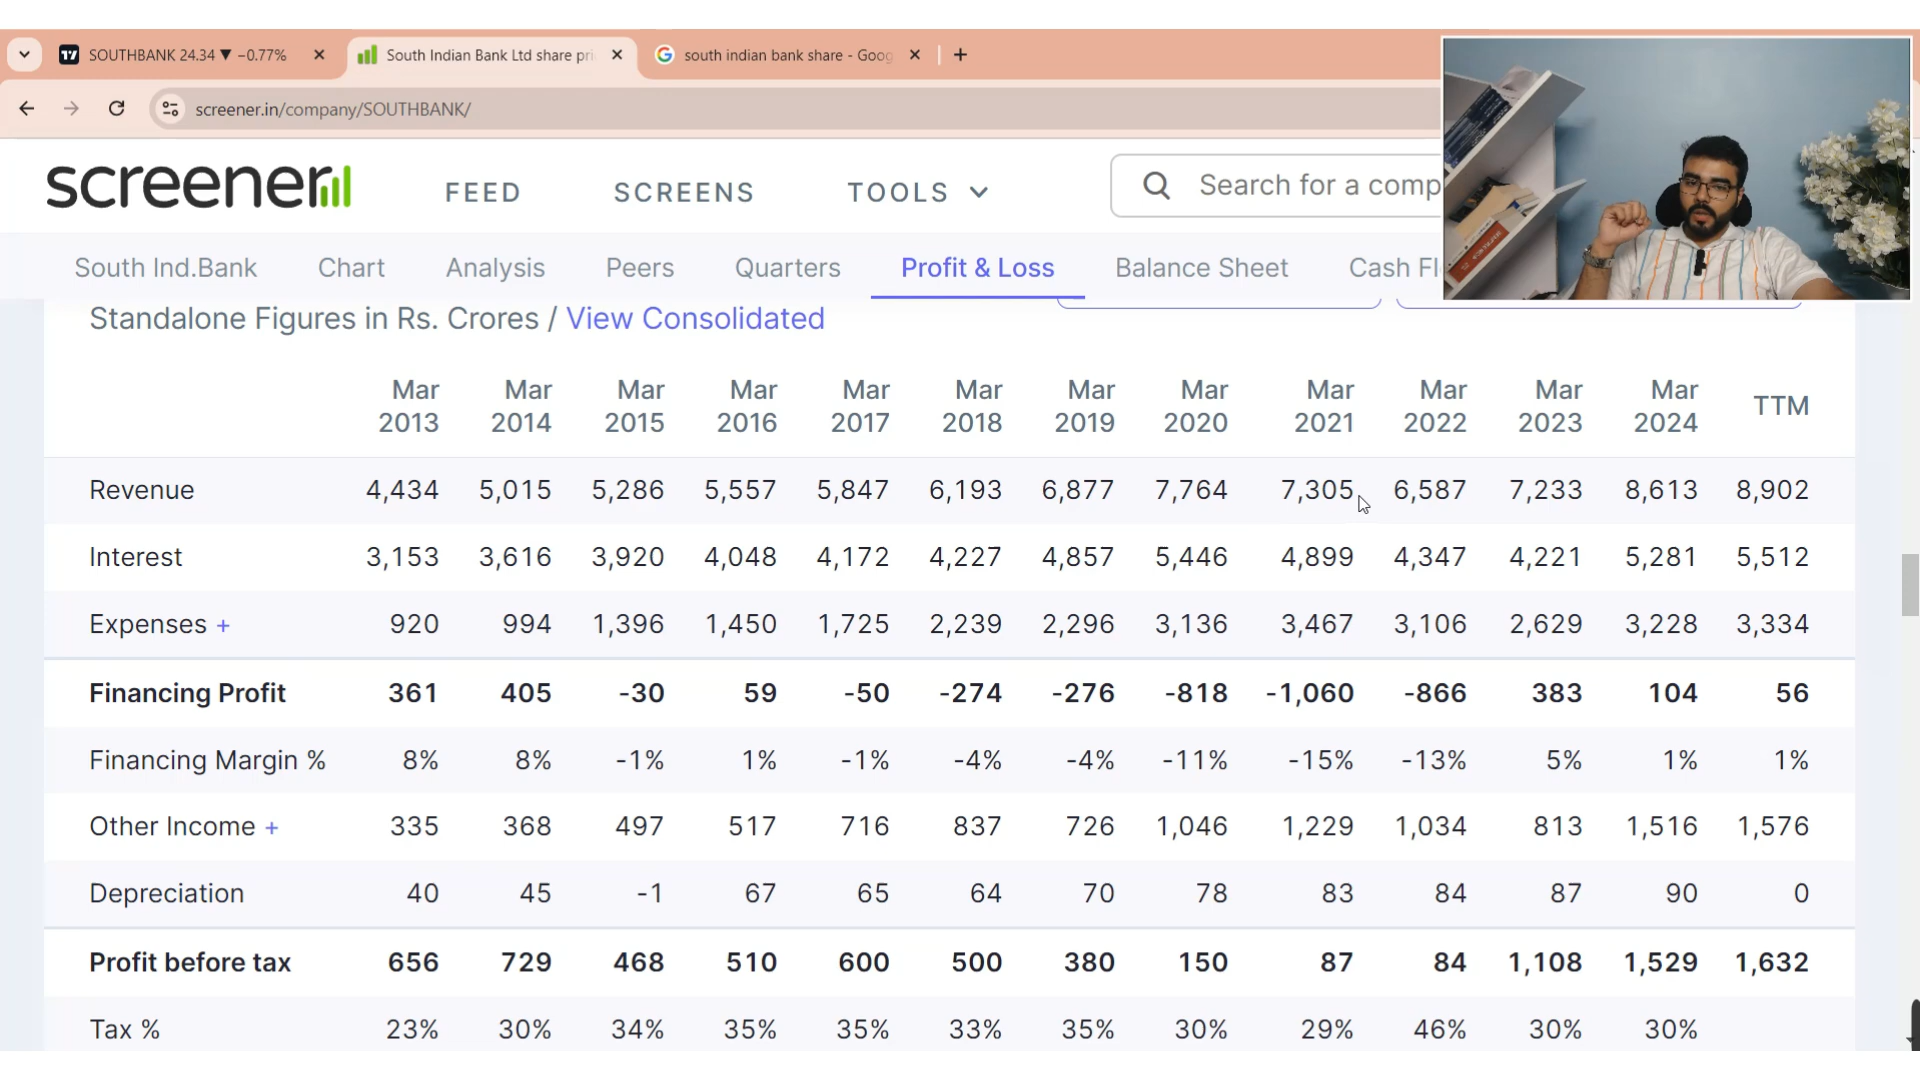 SOUTHBANK 24.34 ▼ −0.77%
South Indian Bank Ltd share pri
south indian bank share - Goog
screener.in/company/SOUTHBANK/
screener
FEED SCREENS TOOLS
Search for a comp
South Ind.Bank Chart Analysis Peers Quarters Profit & Loss Balance Sheet Cash Fl
Standalone Figures in Rs. Crores / View Consolidated
Mar 2013 Mar 2014 Mar 2015 Mar 2016 Mar 2017 Mar 2018 Mar 2019 Mar 2020 Mar 2021 Mar 2022 Mar 2023 Mar 2024 TTM
Revenue 4,434 5,015 5,286 5,557 5,847 6,193 6,877 7,764 7,305 6,587 7,233 8,613 8,902
Interest 3,153 3,616 3,920 4,048 4,172 4,227 4,857 5,446 4,899 4,347 4,221 5,281 5,512
Expenses + 920 994 1,396 1,450 1,725 2,239 2,296 3,136 3,467 3,106 2,629 3,228 3,334
Financing Profit 361 405 -30 59 -50 -274 -276 -818 -1,060 -866 383 104 56
Financing Margin % 8% 8% -1% 1% -1% -4% -4% -11% -15% -13% 5% 1% 1%
Other Income + 335 368 497 517 716 837 726 1,046 1,229 1,034 813 1,516 1,576
Depreciation 40 45 -1 67 65 64 70 78 83 84 87 90 0
Profit before tax 656 729 468 510 600 500 380 150 87 84 1,108 1,529 1,632
Tax % 23% 30% 34% 35% 35% 33% 35% 30% 29% 46% 30% 30%